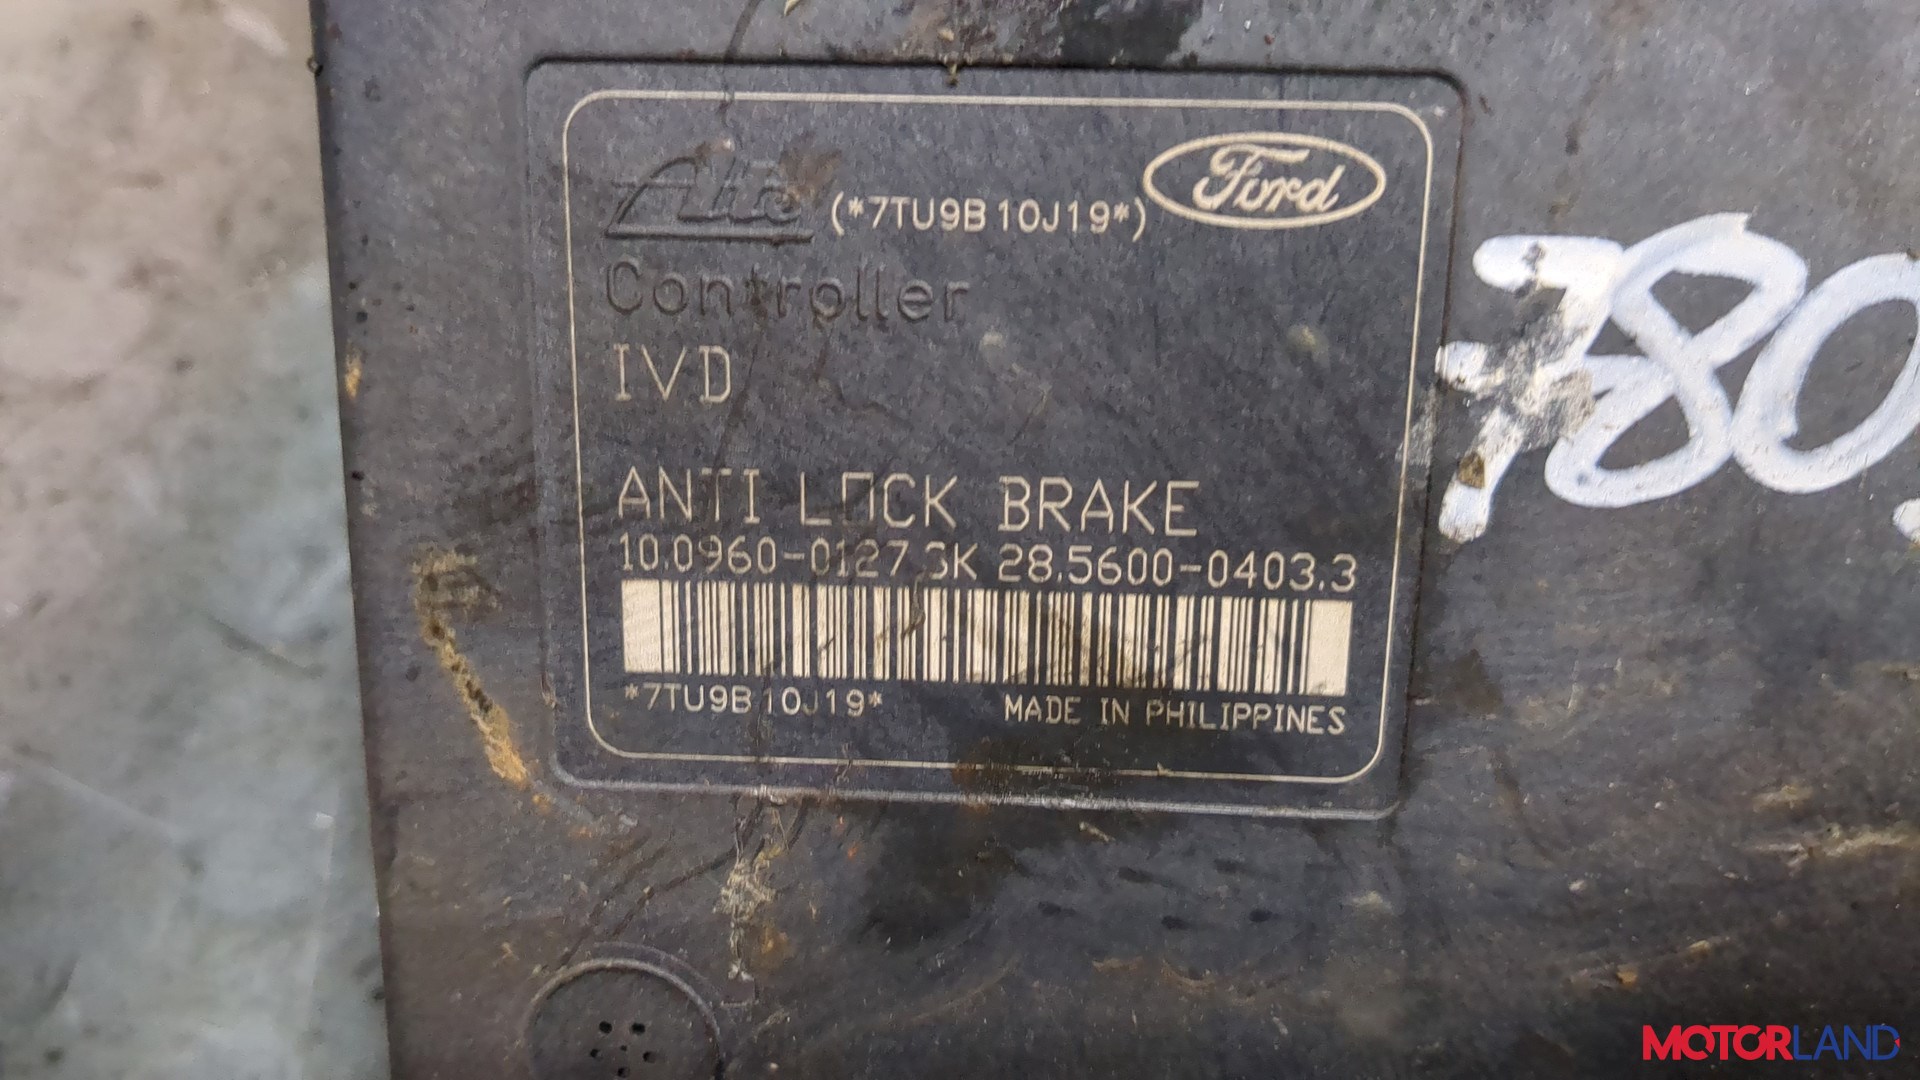 Ate (*7TU9B10J19*) Ford
Controller
IVD
ANTI LOCK BRAKE
10.0960-0127.3K 28.5600-0403.3
*7TU9B10J19* MADE IN PHILIPPINES
780
MOTORLAND